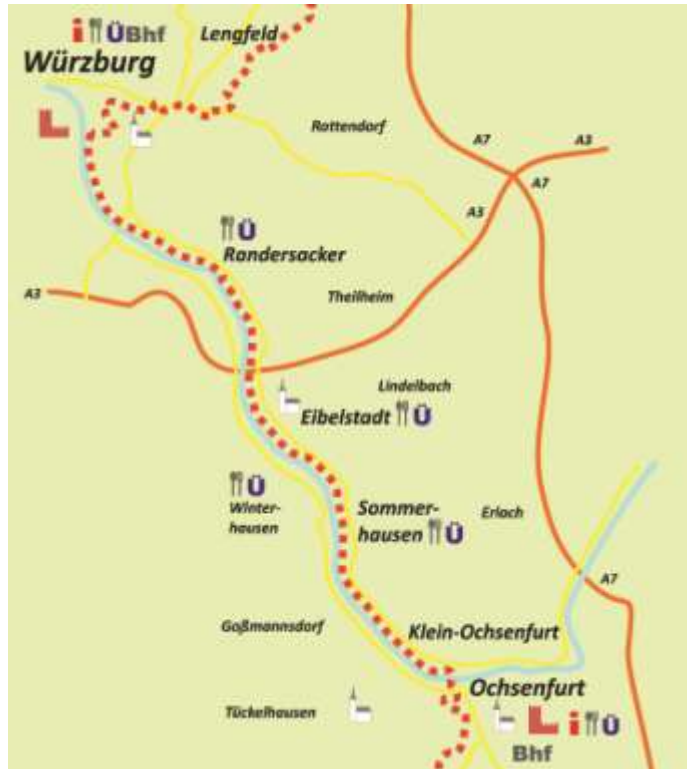 i Ü Bhf
Lengfeld
Würzburg
Rottendorf
A7
A3
A7
A3
Ü
Randersacker
A3
Theilheim
Lindelbach
Eibelstadt Ü
Ü
Winter-
hausen
Sommer-
hausen Ü
Erlach
A7
Goßmannsdorf
Klein-Ochsenfurt
Ochsenfurt
Tückelhausen
i Ü
Bhf